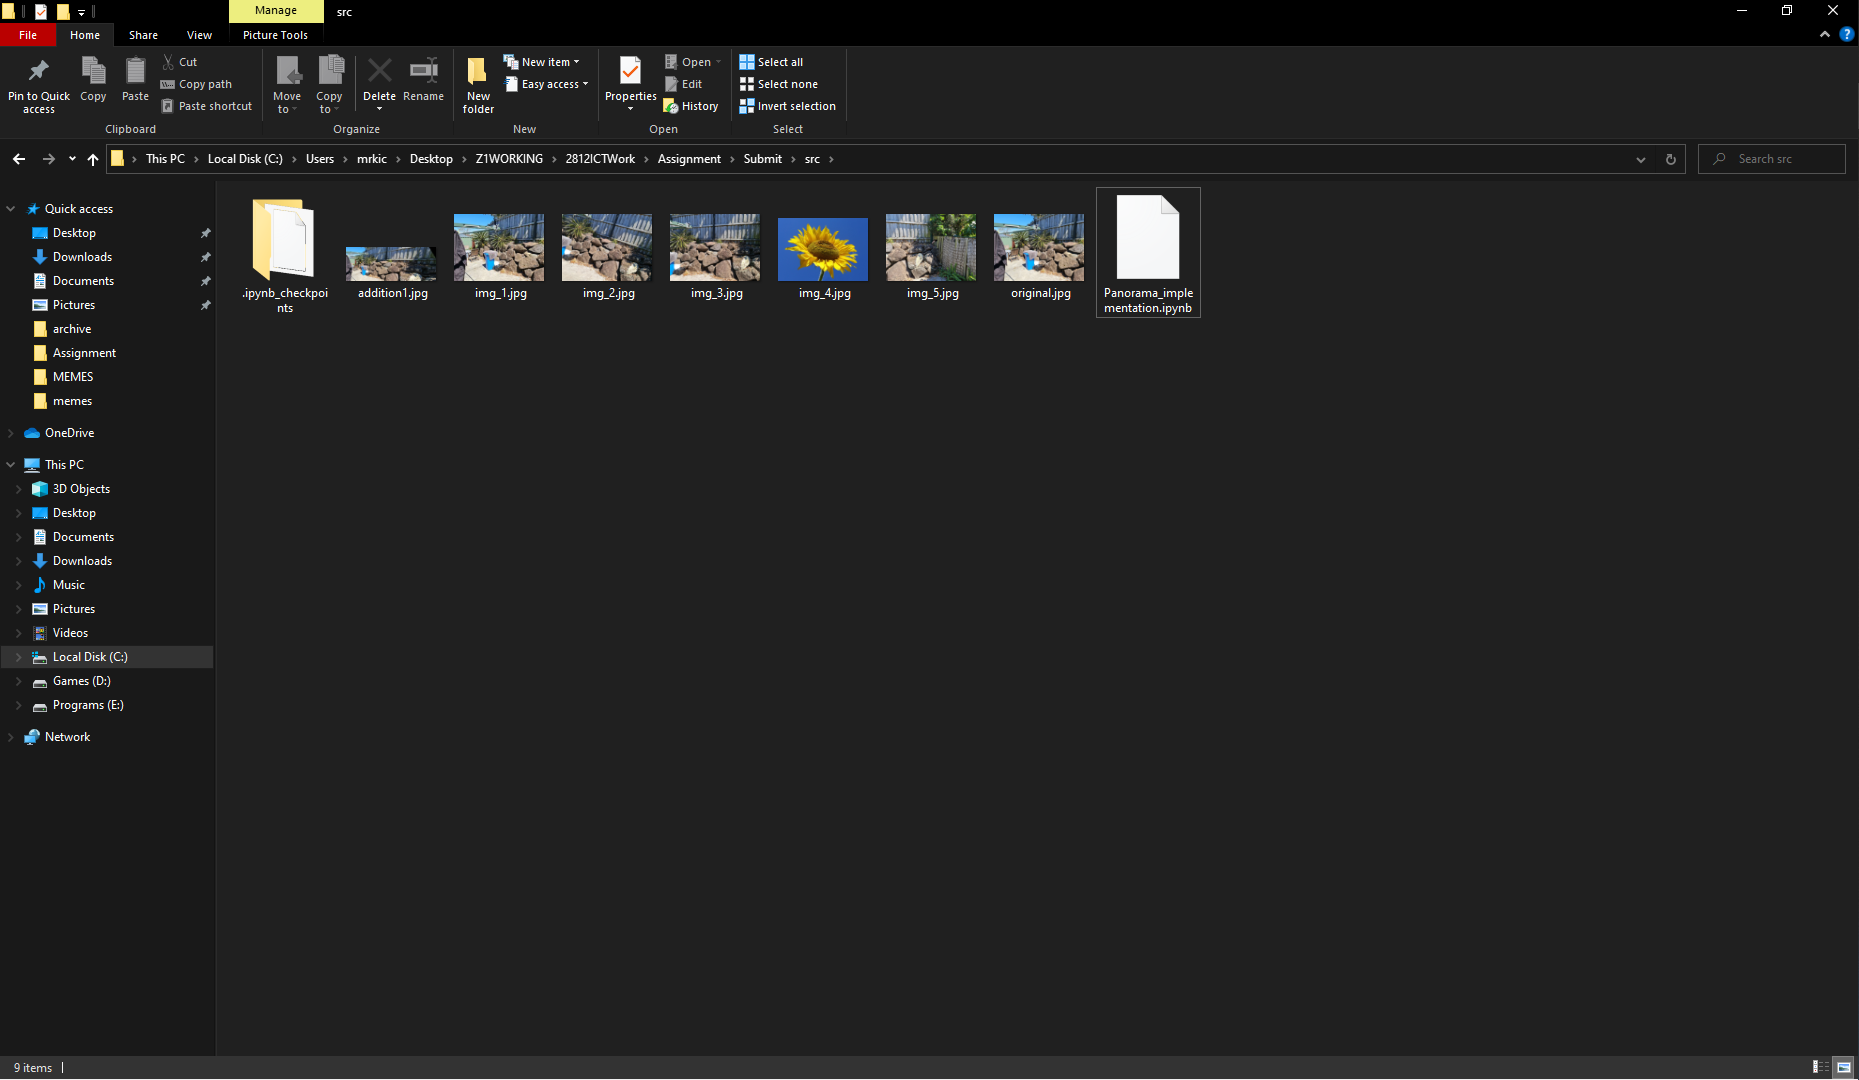 Manage
src
File
Home
Share
View
Picture Tools
Pin to Quick
access
Copy
Paste
Cut
Copy path
Paste shortcut
Clipboard
Move
to
Copy
to
Delete
Rename
Organize
New
folder
New item
Easy access
New
Properties
Open
Edit
History
Open
Select all
Select none
Invert selection
Select
This PC
Local Disk (C:)
Users
mrkic
Desktop
Z1WORKING
2812ICTWork
Assignment
Submit
src
Search src
Quick access
Desktop
Downloads
Documents
Pictures
archive
Assignment
MEMES
memes
OneDrive
This PC
3D Objects
Desktop
Documents
Downloads
Music
Pictures
Videos
Local Disk (C:)
Games (D:)
Programs (E:)
Network
.ipynb_checkpoi
nts
addition1.jpg
img_1.jpg
img_2.jpg
img_3.jpg
img_4.jpg
img_5.jpg
original.jpg
Panorama_imple
mentation.ipynb
9 items